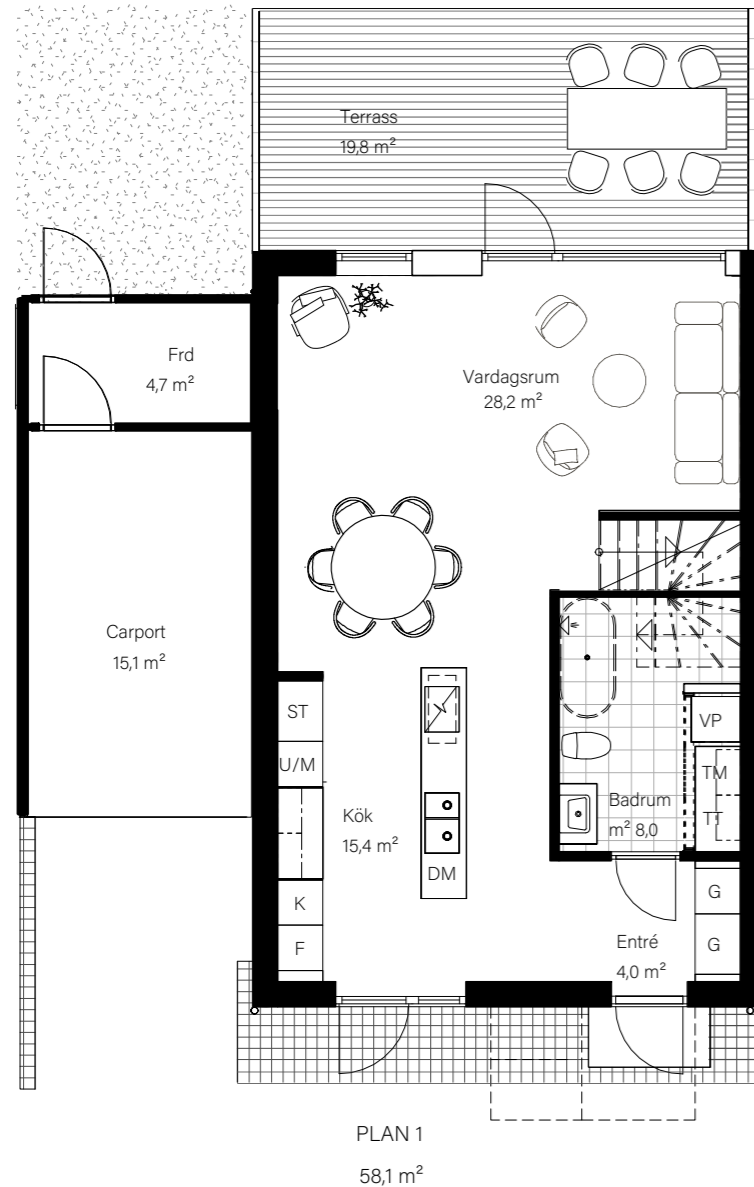 Terrass
19,8 m²
Frd
4,7 m²
Vardagsrum
28,2 m²
Carport
15,1 m²
ST
U/M
Kök
15,4 m²
K
F
DM
VP
TM
TT
Badrum
m² 8,0
G
G
Entré
4,0 m²
PLAN 1
58,1 m²